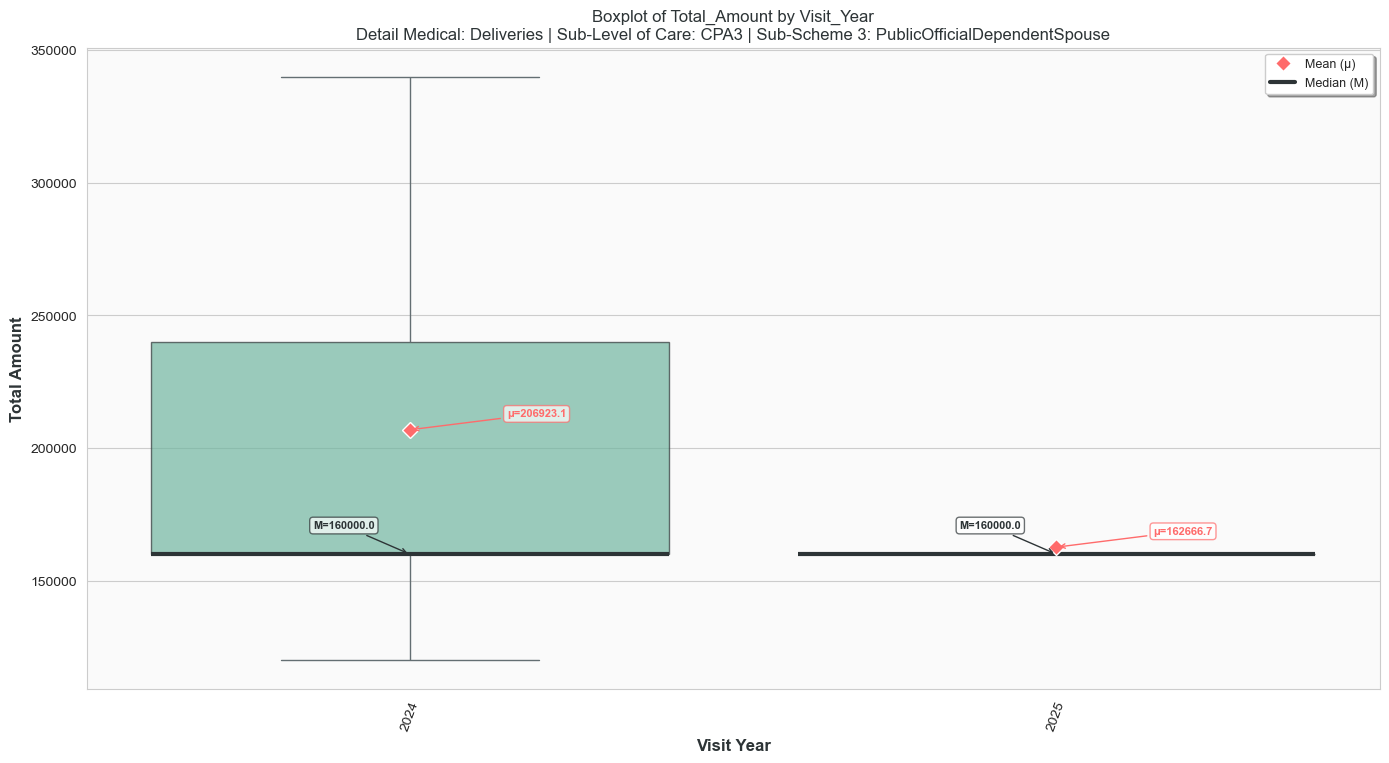 Boxplot of Total_Amount by Visit_Year
Detail Medical: Deliveries | Sub-Level of Care: CPA3 | Sub-Scheme 3: PublicOfficialDependentSpouse
Mean (μ)
Median (M)
350000
300000
250000
200000
150000
Total Amount
μ=206923.1
M=160000.0
M=160000.0
μ=162666.7
2024
2025
Visit Year